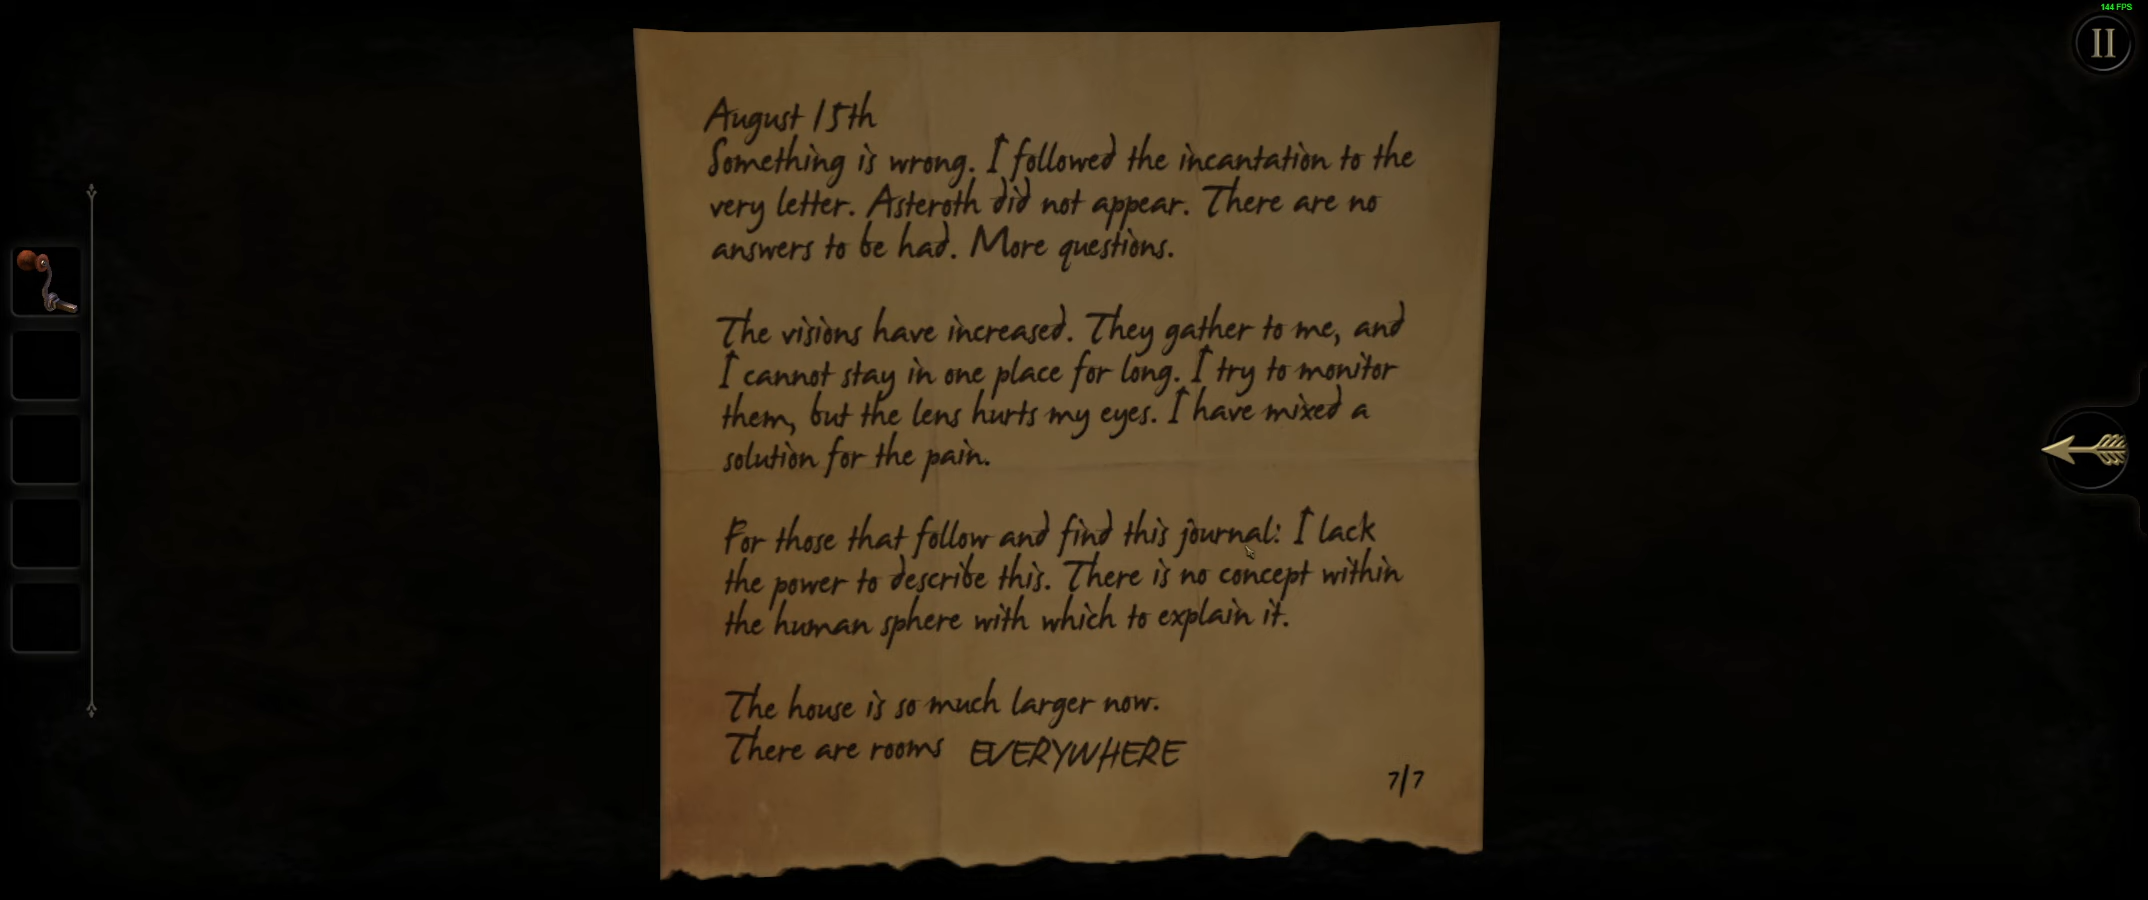 144 FPS
August 15th
Something is wrong. I followed the incantation to the
very letter. Asteroth did not appear. There are no
answers to be had. More questions.
The visions have increased. They gather to me, and
I cannot stay in one place for long. I try to monitor
them, but the lens hurts my eyes. I have mixed a
solution for the pain.
For those that follow and find this journal: I lack
the power to describe this. There is no concept within
the human sphere with which to explain it.
The house is so much larger now.
There are rooms EVERYWHERE
7/7